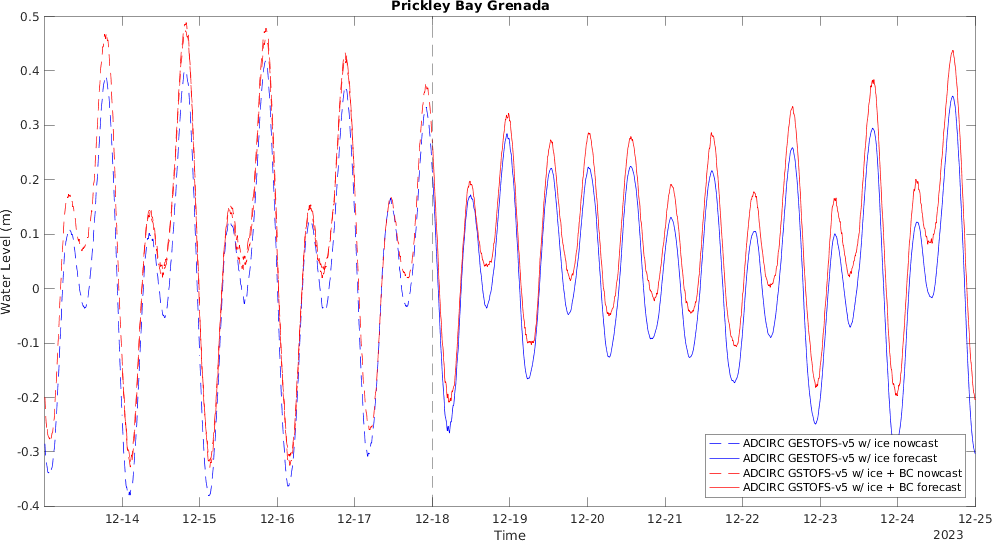 Prickley Bay Grenada
0.5
0.4
0.3
0.2
0.1
0
-0.1
-0.2
-0.3
-0.4
Water Level (m)
ADCIRC GESTOFS-v5 w/ ice nowcast
ADCIRC GESTOFS-v5 w/ ice forecast
ADCIRC GSTOFS-v5 w/ ice + BC nowcast
ADCIRC GSTOFS-v5 w/ ice + BC forecast
12-14 12-15 12-16 12-17 12-18 12-19 12-20 12-21 12-22 12-23 12-24 12-25
Time
2023